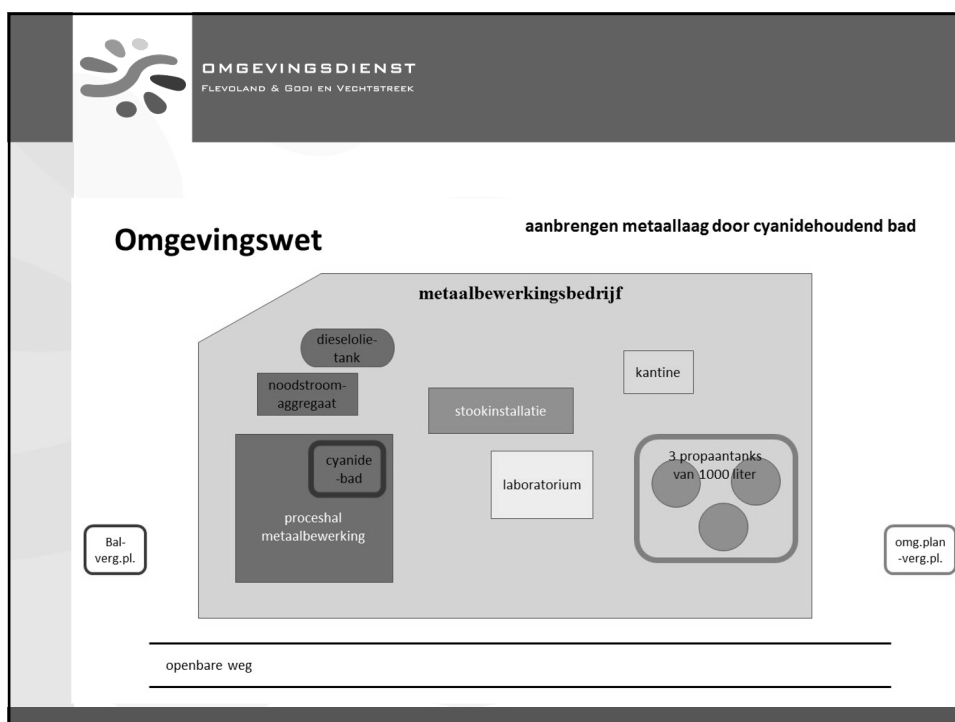 OMGEVINGSDIENST
FLEVOLAND & GOOI EN VECHTSTREEK
Omgevingswet
aanbrengen metaallaag door cyanidehoudend bad
metaalbewerkingsbedrijf
dieselolie-
tank
noodstroom-
aggregaat
stookinstallatie
kantine
cyanide
-bad
proceshal
metaalbewerking
laboratorium
3 propaantanks
van 1000 liter
Bal-
verg.pl.
omg.plan
-verg.pl.
openbare weg